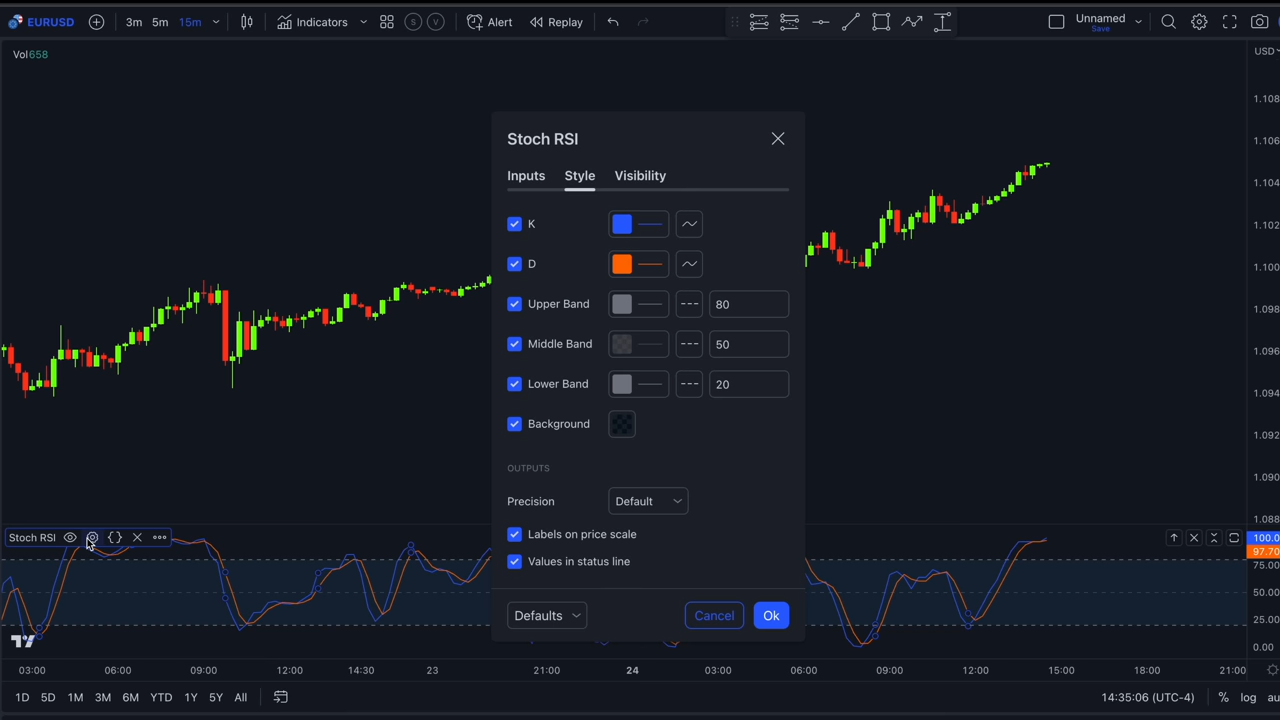 EURUSD 3m 5m 15m Indicators S V Alert Replay Unnamed
Save
Vol658
USD
1.108
1.106
1.104
1.102
1.100
1.098
1.096
1.094
1.092
1.090
Stoch RSI
Inputs Style Visibility
K
D
Upper Band 80
Middle Band 50
Lower Band 20
Background
OUTPUTS
Precision Default
Labels on price scale
Values in status line
Defaults Cancel Ok
Stoch RSI
100.0
97.70
75.00
50.00
25.00
0.00
03:00 06:00 09:00 12:00 14:30 23 21:00 24 03:00 06:00 09:00 12:00 15:00 18:00 21:00
1D 5D 1M 3M 6M YTD 1Y 5Y All 14:35:06 (UTC-4) % log au